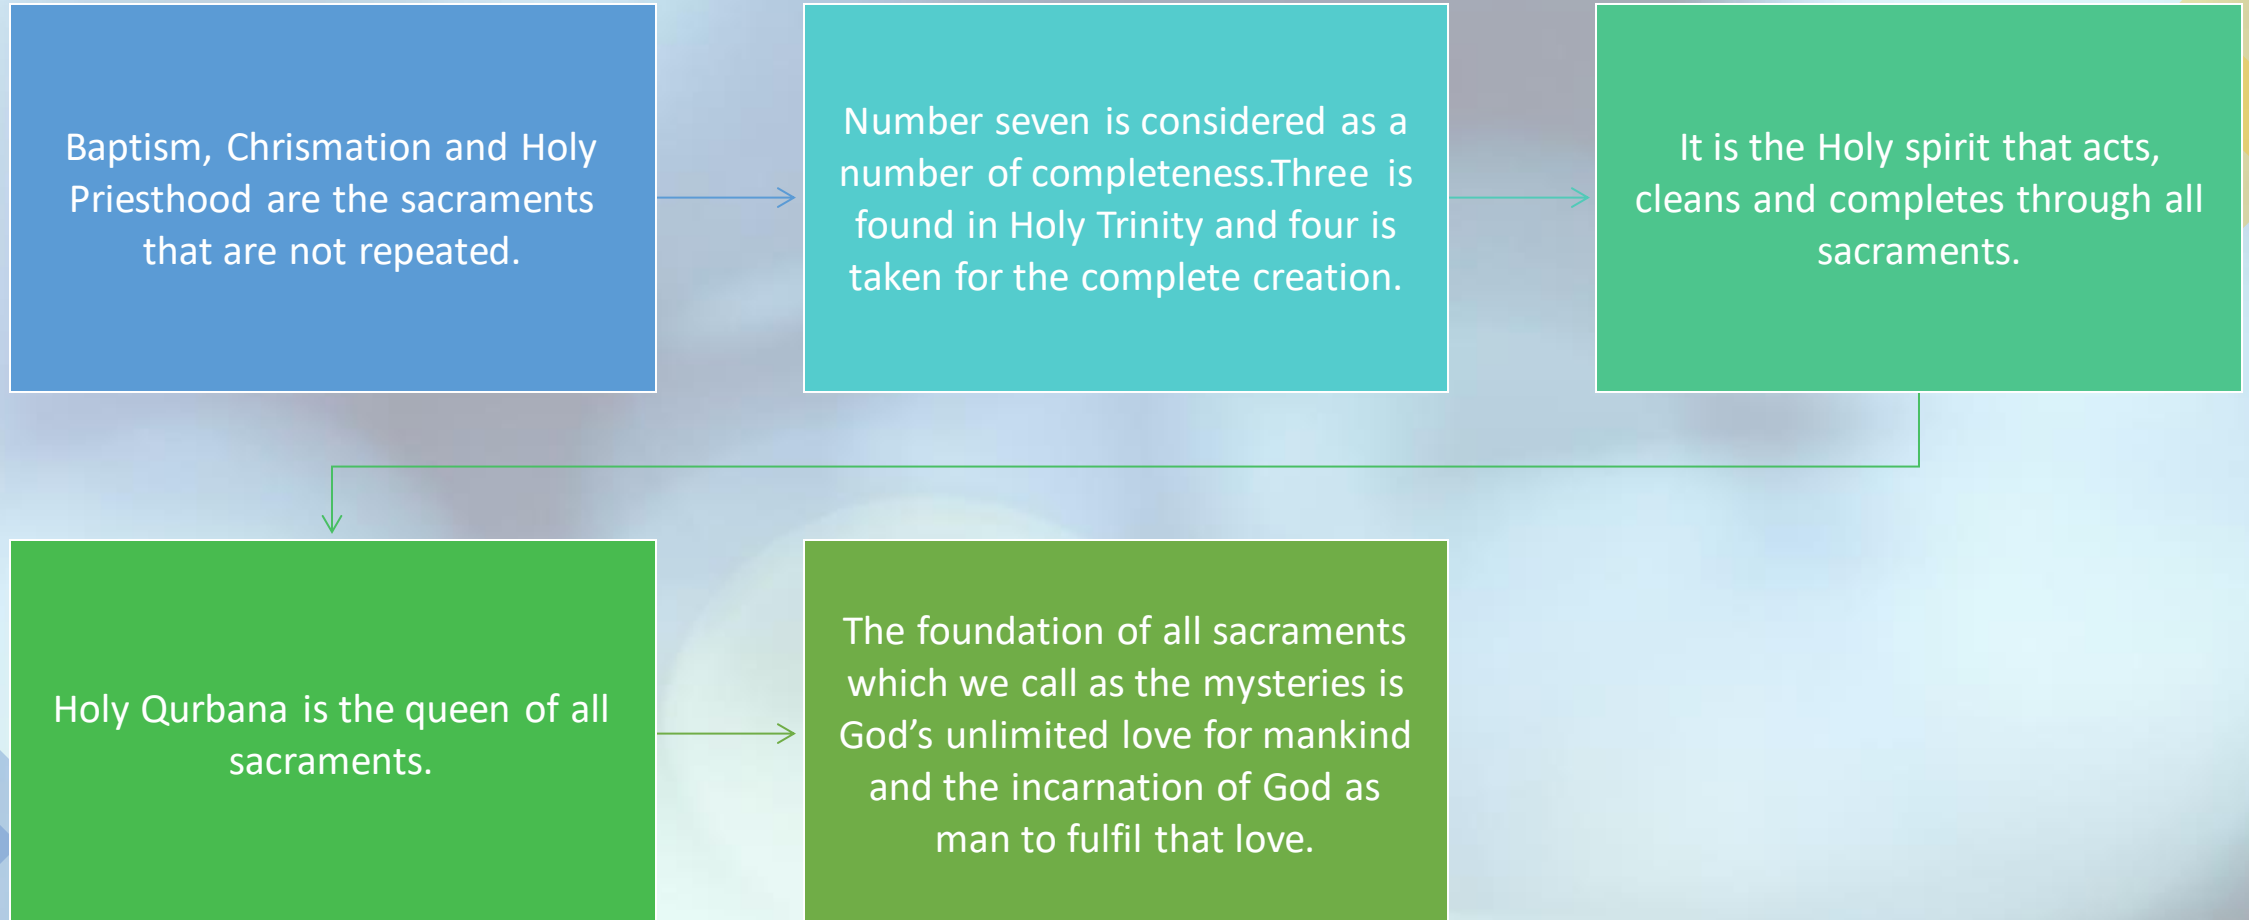 Baptism, Chrismation and Holy
Priesthood are the sacraments
that are not repeated.
Number seven is considered as a
number of completeness.Three is
found in Holy Trinity and four is
taken for the complete creation.
It is the Holy spirit that acts,
cleans and completes through all
sacraments.
Holy Qurbana is the queen of all
sacraments.
The foundation of all sacraments
which we call as the mysteries is
God’s unlimited love for mankind
and the incarnation of God as
man to fulfil that love.